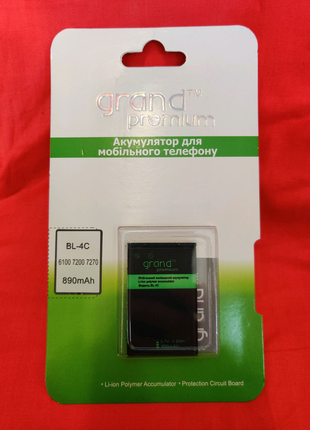 grand™
premium
Акумулятор для
мобільного телефону
BL-4C
6100 7200 7270
890mAh
grand
premium
grand
• Li-ion Polymer Accumulator • Protection Circuit Board •